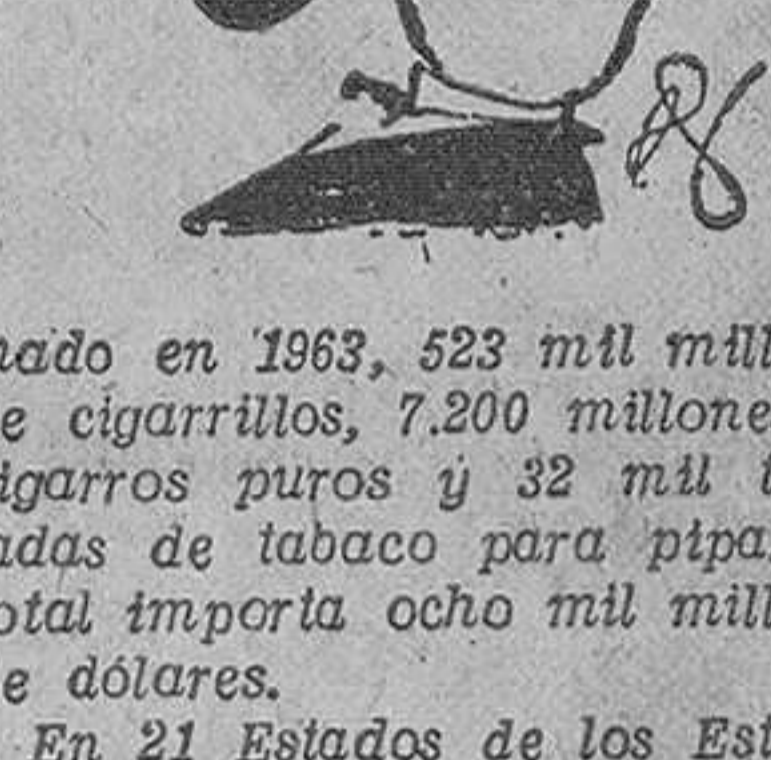 nado en 1963, 523 mil mill
e cigarrillos, 7.200 millone
igarros puros y 32 mil t
adas de tabaco para pipa
otal importa ocho mil mill
e dólares.
En 21 Estados de los Est